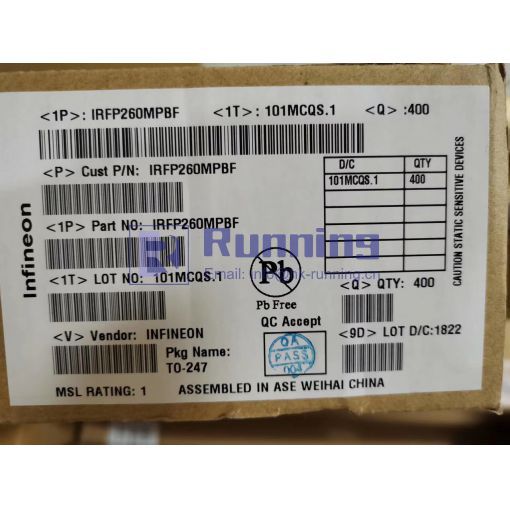 <1P>: IRFP260MPBF <1T>: 101MCQS.1 <Q> :400
<P> Cust P/N: IRFP260MPBF
D/C QTY
101MCQS.1 400
<1P> Part NO: IRFP260MPBF
Infineon
CAUTION STATIC SENSITIVE DEVICES
Running
<1T> LOT NO: 101MCQS.1
Pb
Pb Free
<Q> QTY: 400
QC Accept
<V> Vendor: INFINEON
<9D> LOT D/C:1822
Pkg Name:
TO-247
QA
PASS
MSL RATING: 1 ASSEMBLED IN ASE WEIHAI CHINA